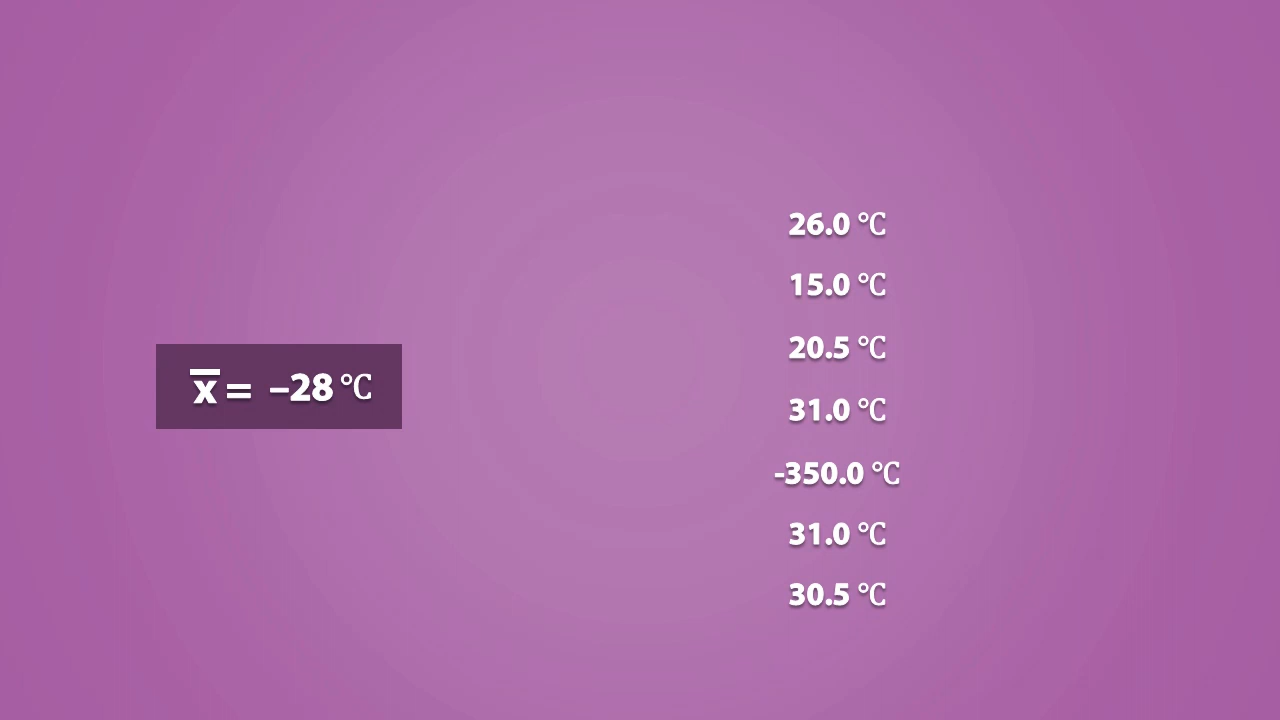 26.0 °C
15.0 °C
20.5 °C
31.0 °C
x̅ = –28 °C
-350.0 °C
31.0 °C
30.5 °C